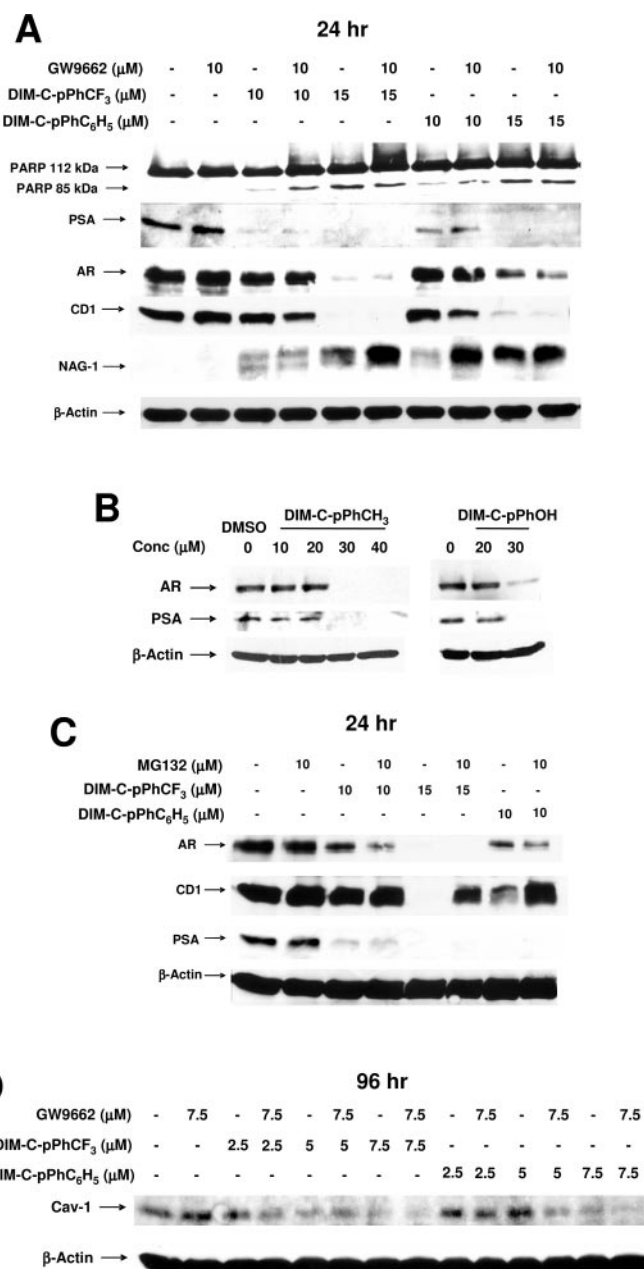 A
24 hr
GW9662 (μM) - 10 - 10 - 10 - 10 - 10
DIM-C-pPhCF3 (μM) - - 10 10 15 15 - - - -
DIM-C-pPhC6H5 (μM) - - - - - - 10 10 15 15
PARP 112 kDa
PARP 85 kDa
PSA
AR
CD1
NAG-1
β-Actin
B
DMSO DIM-C-pPhCH3 DIM-C-pPhOH
Conc (μM) 0 10 20 30 40 0 20 30
AR
PSA
β-Actin
C
24 hr
MG132 (μM) - 10 - 10 - 10 - 10
DIM-C-pPhCF3 (μM) - - 10 10 15 15 - -
DIM-C-pPhC6H5 (μM) - - - - - - 10 10
AR
CD1
PSA
β-Actin
96 hr
GW9662 (μM) - 7.5 - 7.5 - 7.5 - 7.5 - 7.5 - 7.5 - 7.5
DIM-C-pPhCF3 (μM) - - 2.5 2.5 5 5 7.5 7.5 - - - - - -
IM-C-pPhC6H5 (μM) - - - - - - - - 2.5 2.5 5 5 7.5 7.5
Cav-1
β-Actin